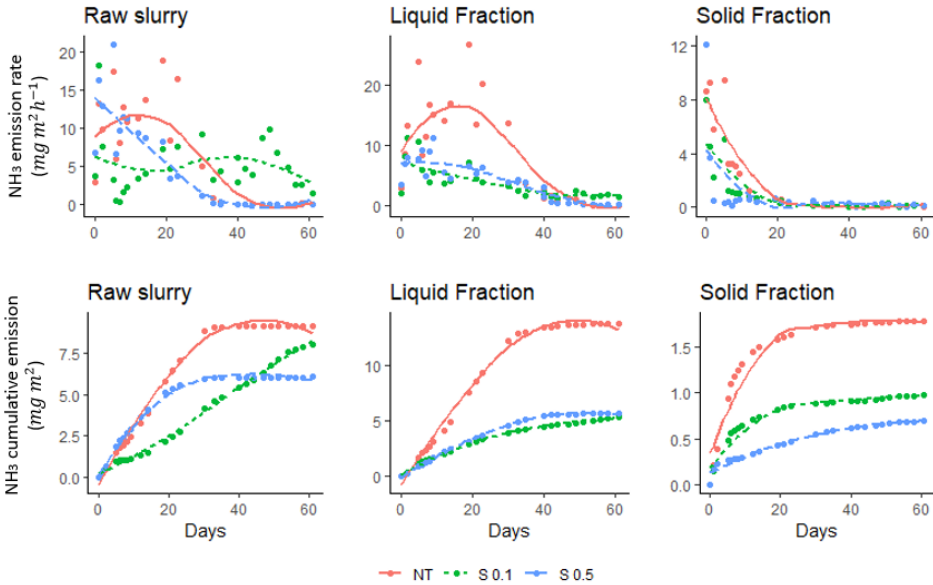 Raw slurry
Liquid Fraction
Solid Fraction
NH₃ emission rate
(mg m² h⁻¹)
20
15
10
5
0
0 20 40 60
20
10
0
0 20 40 60
12
8
4
0
0 20 40 60
Raw slurry
Liquid Fraction
Solid Fraction
NH₃ cumulative emission
(mg m²)
7.5
5.0
2.5
0.0
0 20 40 60
10
5
0
0 20 40 60
1.5
1.0
0.5
0.0
0 20 40 60
Days
Days
Days
NT S 0.1 S 0.5